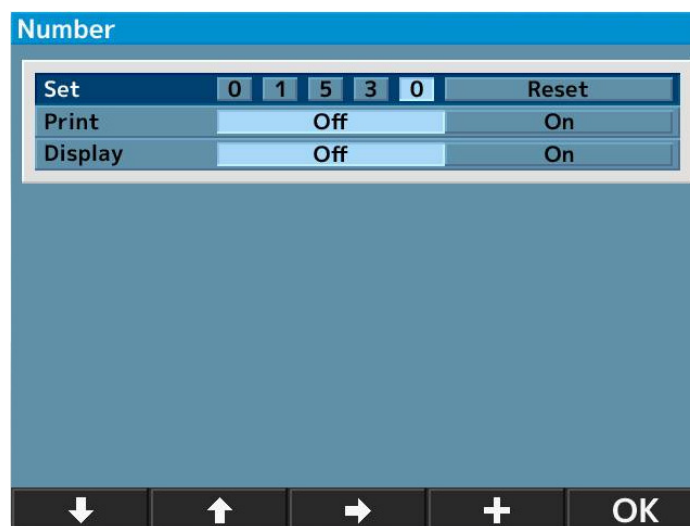 Number
Set 0 1 5 3 0 Reset
Print Off On
Display Off On
OK